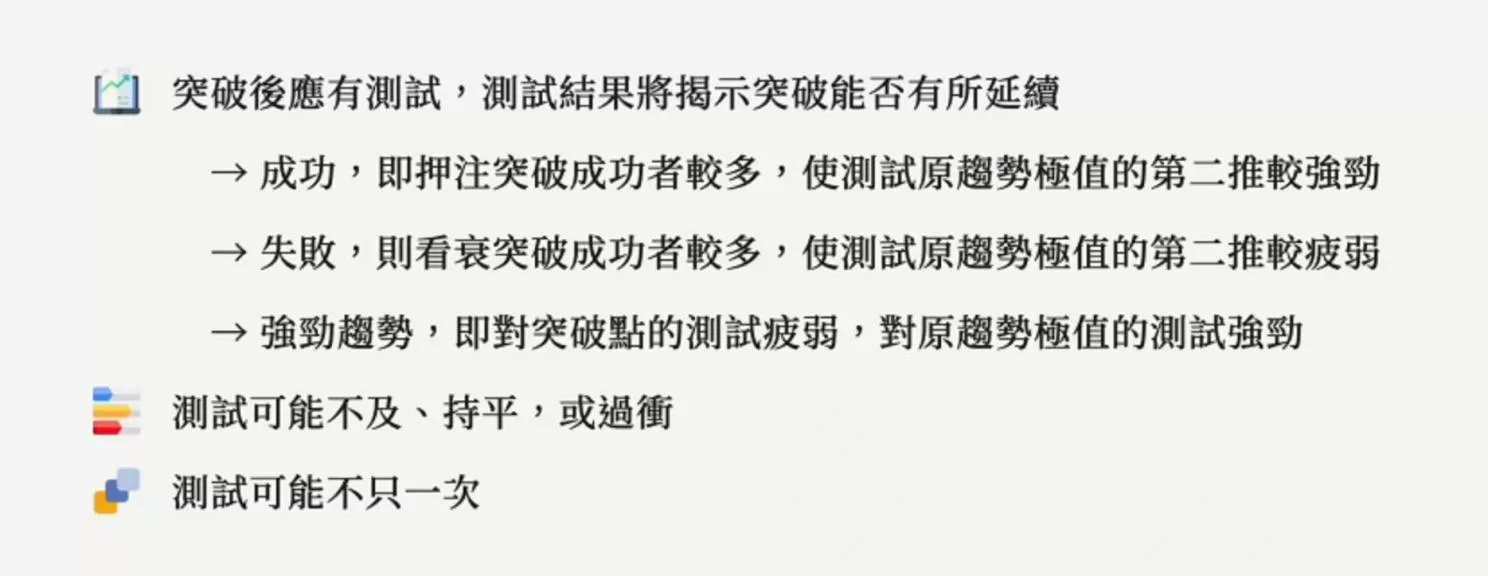 突破後應有測試，測試結果將揭示突破能否有所延續
→ 成功，即押注突破成功者較多，使測試原趨勢極值的第二推較強勁
→ 失敗，則看衰突破成功者較多，使測試原趨勢極值的第二推較疲弱
→ 強勁趨勢，即對突破點的測試疲弱，對原趨勢極值的測試強勁
測試可能不及、持平，或過衝
測試可能不只一次